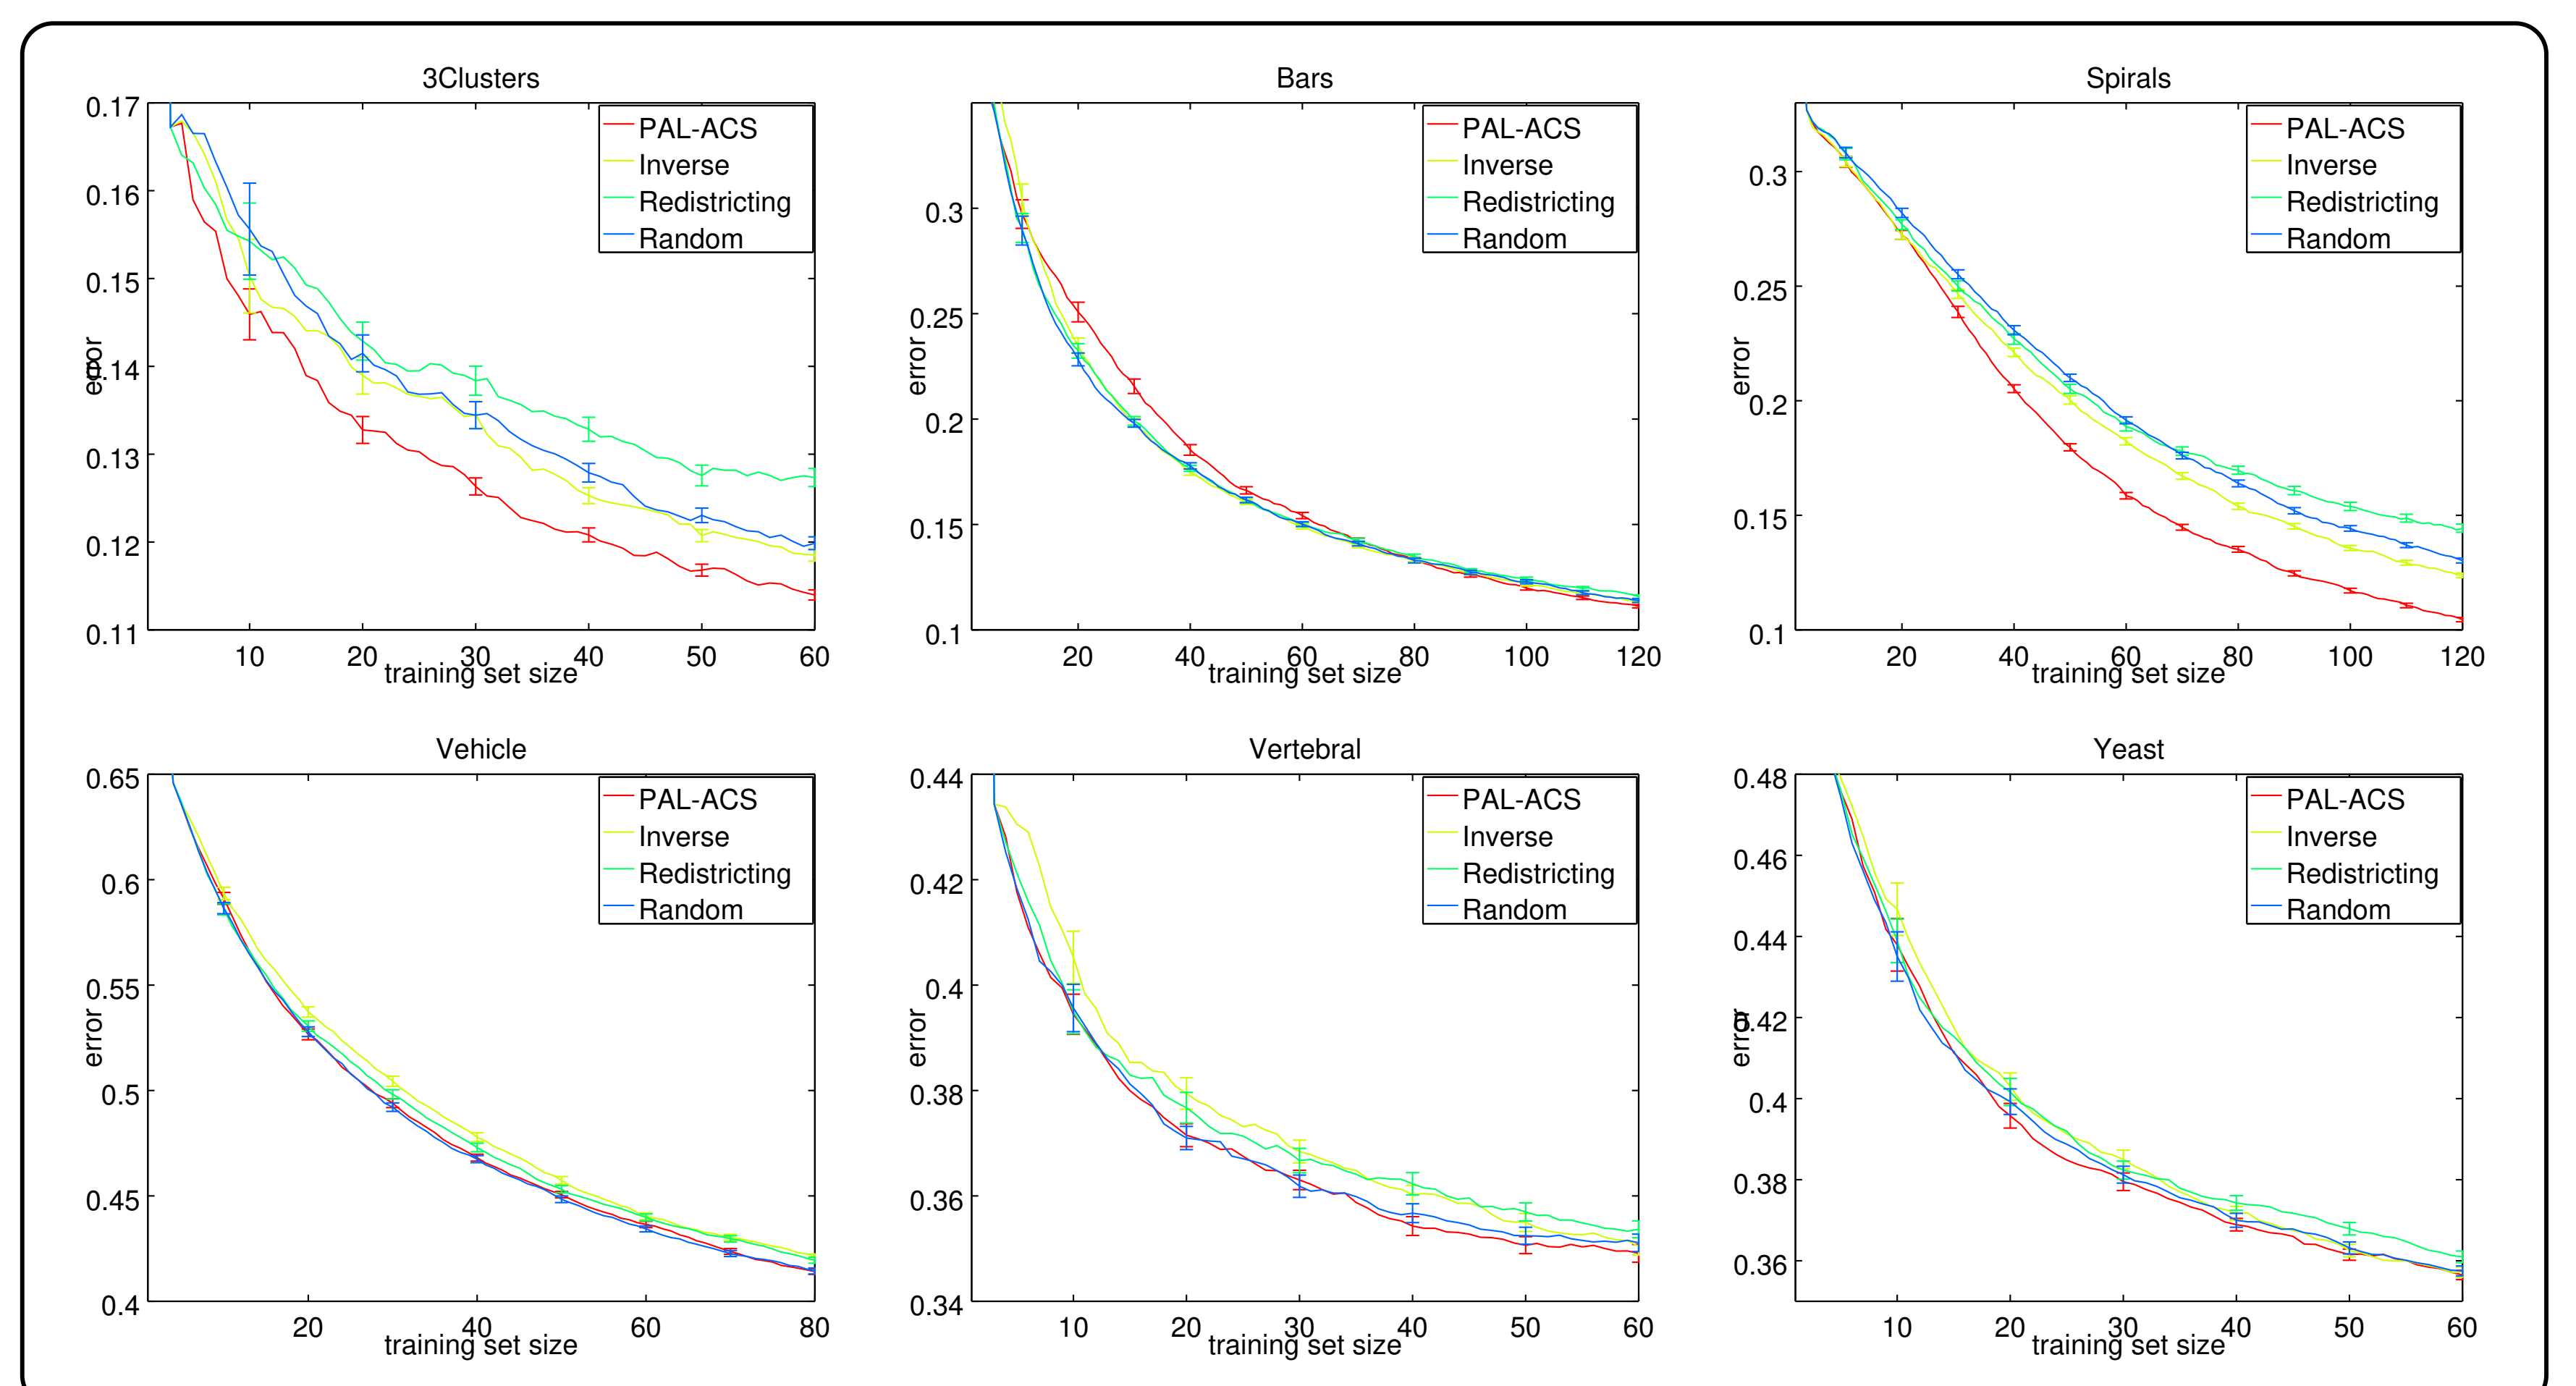 3Clusters
0.17
0.16
0.15
0.14
0.13
0.12
0.11
error
10 20 30 40 50 60
training set size
PAL-ACS
Inverse
Redistricting
Random
Bars
0.3
0.25
0.2
0.15
0.1
error
20 40 60 80 100 120
training set size
PAL-ACS
Inverse
Redistricting
Random
Spirals
0.3
0.25
0.2
0.15
0.1
error
20 40 60 80 100 120
training set size
PAL-ACS
Inverse
Redistricting
Random
Vehicle
0.65
0.6
0.55
0.5
0.45
0.4
error
20 40 60 80
training set size
PAL-ACS
Inverse
Redistricting
Random
Vertebral
0.44
0.42
0.4
0.38
0.36
0.34
error
10 20 30 40 50 60
training set size
PAL-ACS
Inverse
Redistricting
Random
Yeast
0.48
0.46
0.44
0.42
0.4
0.38
0.36
error
10 20 30 40 50 60
training set size
PAL-ACS
Inverse
Redistricting
Random